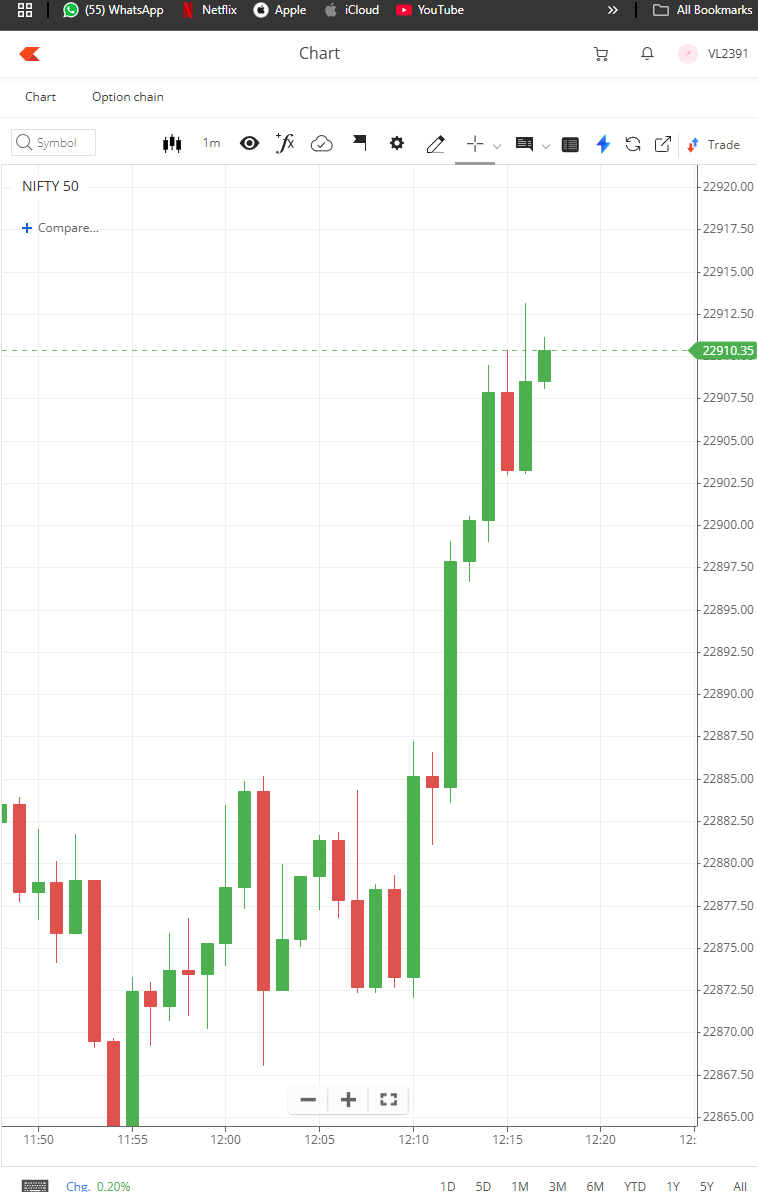 (55) WhatsApp Netflix Apple iCloud YouTube » All Bookmarks
Chart VL2391
Chart Option chain
Symbol 1m Trade
NIFTY 50
Compare...
22920.00
22917.50
22915.00
22912.50
22910.35
22907.50
22905.00
22902.50
22900.00
22897.50
22895.00
22892.50
22890.00
22887.50
22885.00
22882.50
22880.00
22877.50
22875.00
22872.50
22870.00
22867.50
22865.00
11:50 11:55 12:00 12:05 12:10 12:15 12:20 12:
Chg. 0.20% 1D 5D 1M 3M 6M YTD 1Y 5Y All